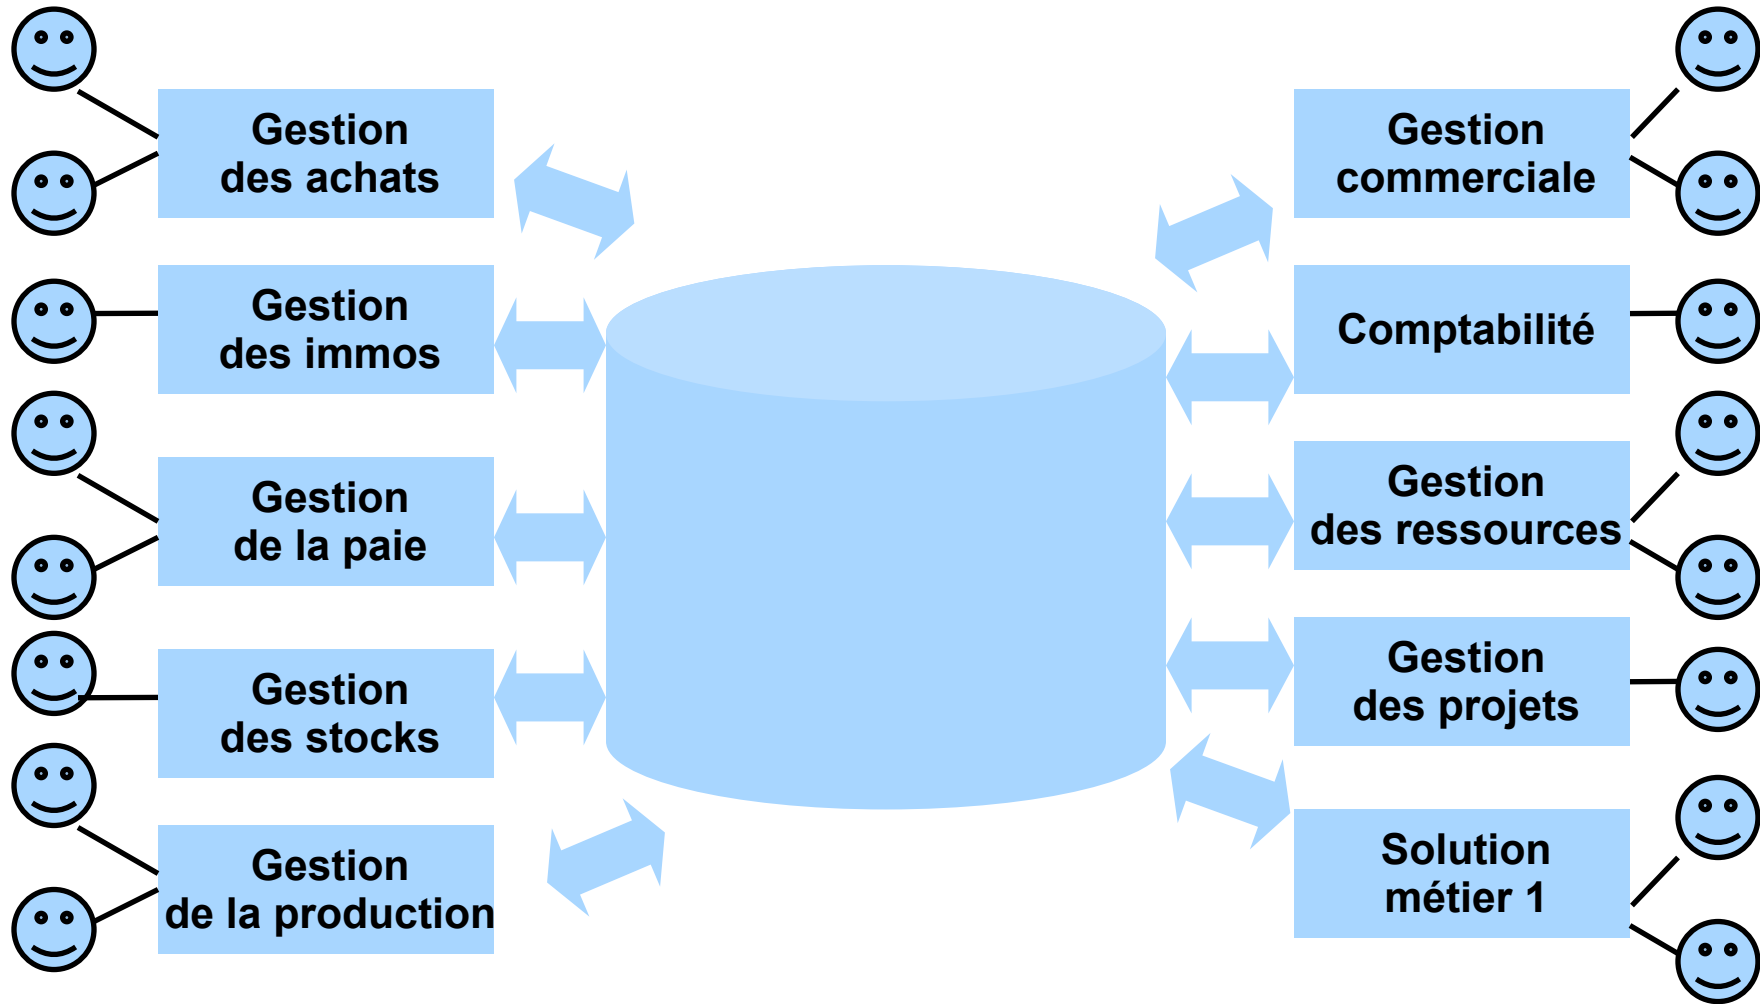 Gestion
des achats
Gestion
des immos
Gestion
de la paie
Gestion
des stocks
Gestion
de la production
Gestion
commerciale
Comptabilité
Gestion
des ressources
Gestion
des projets
Solution
métier 1